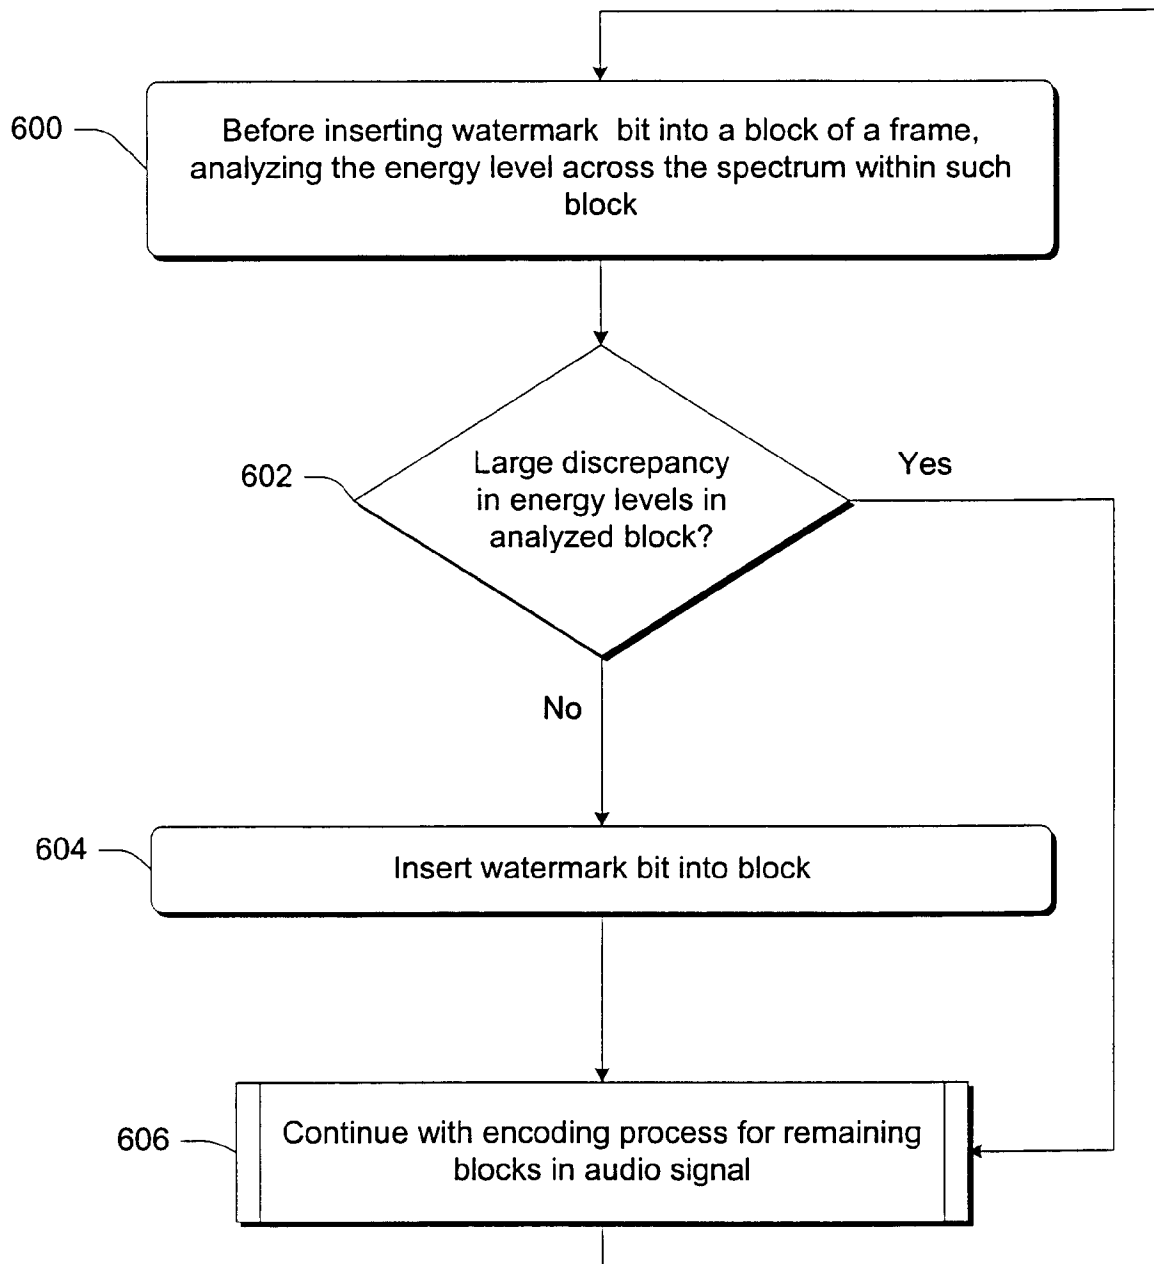 600
Before inserting watermark bit into a block of a frame,
analyzing the energy level across the spectrum within such
block
602
Large discrepancy
in energy levels in
analyzed block?
Yes
No
604
Insert watermark bit into block
606
Continue with encoding process for remaining
blocks in audio signal